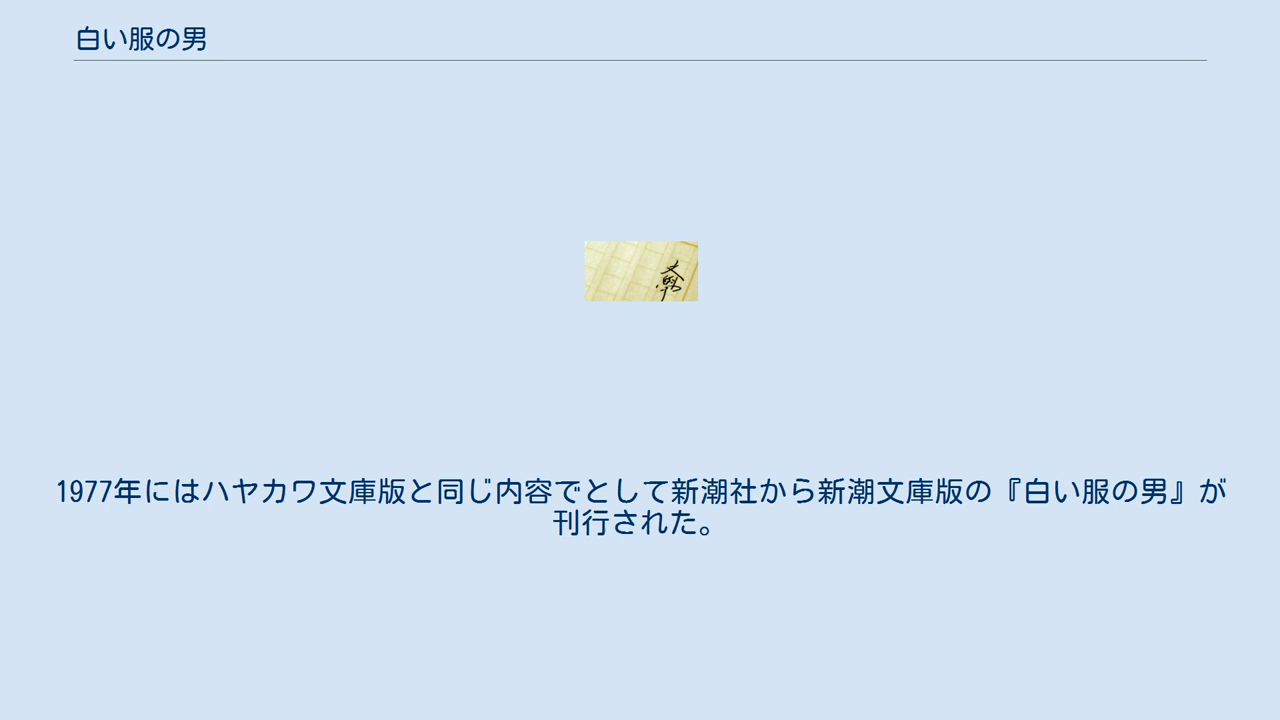 白い服の男
1977年にはハヤカワ文庫版と同じ内容でとして新潮社から新潮文庫版の『白い服の男』が
刊行された。